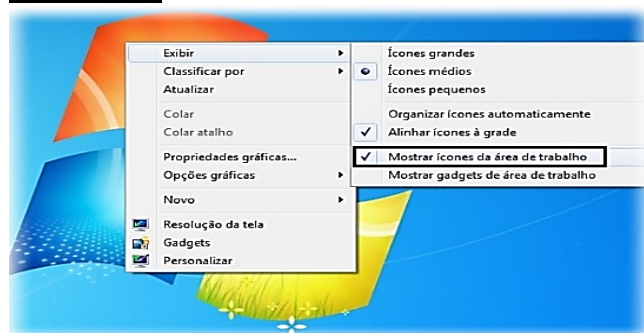 Exibir
Classificar por
Atualizar
Colar
Colar atalho
Propriedades gráficas...
Opções gráficas
Novo
Resolução da tela
Gadgets
Personalizar
Ícones grandes
Ícones médios
Ícones pequenos
Organizar ícones automaticamente
Alinhar ícones à grade
Mostrar ícones da área de trabalho
Mostrar gadgets de área de trabalho